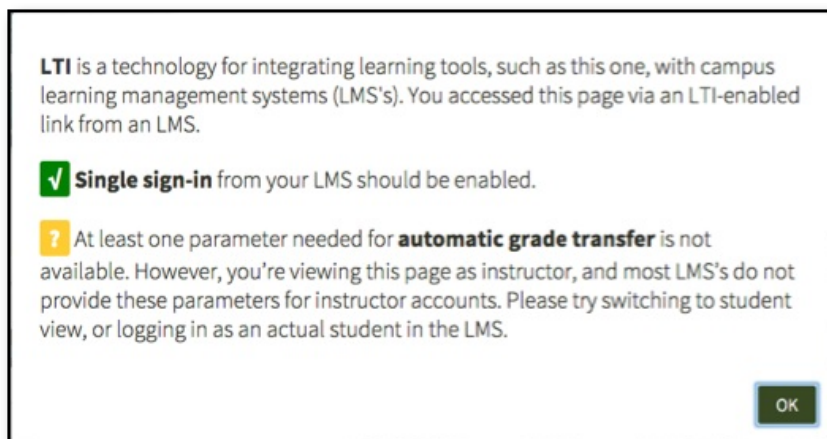 LTI is a technology for integrating learning tools, such as this one, with campus
learning management systems (LMS's). You accessed this page via an LTI-enabled
link from an LMS.
√ Single sign-in from your LMS should be enabled.
? At least one parameter needed for automatic grade transfer is not
available. However, you’re viewing this page as instructor, and most LMS’s do not
provide these parameters for instructor accounts. Please try switching to student
view, or logging in as an actual student in the LMS.
OK